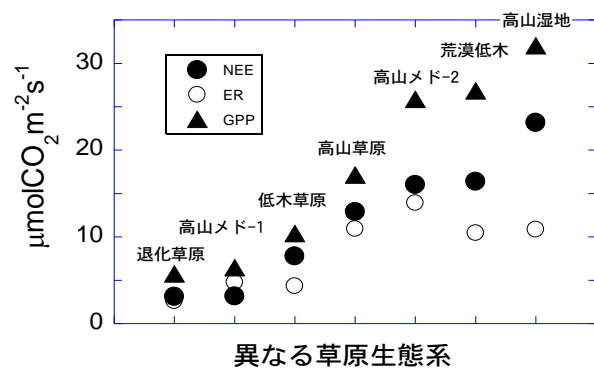 高山湿地
荒漠低木
高山メド-2
高山草原
低木草原
高山メド-1
退化草原
NEE
ER
GPP
35
30
20
10
0
μmolCO2m-2s-1
異なる草原生態系